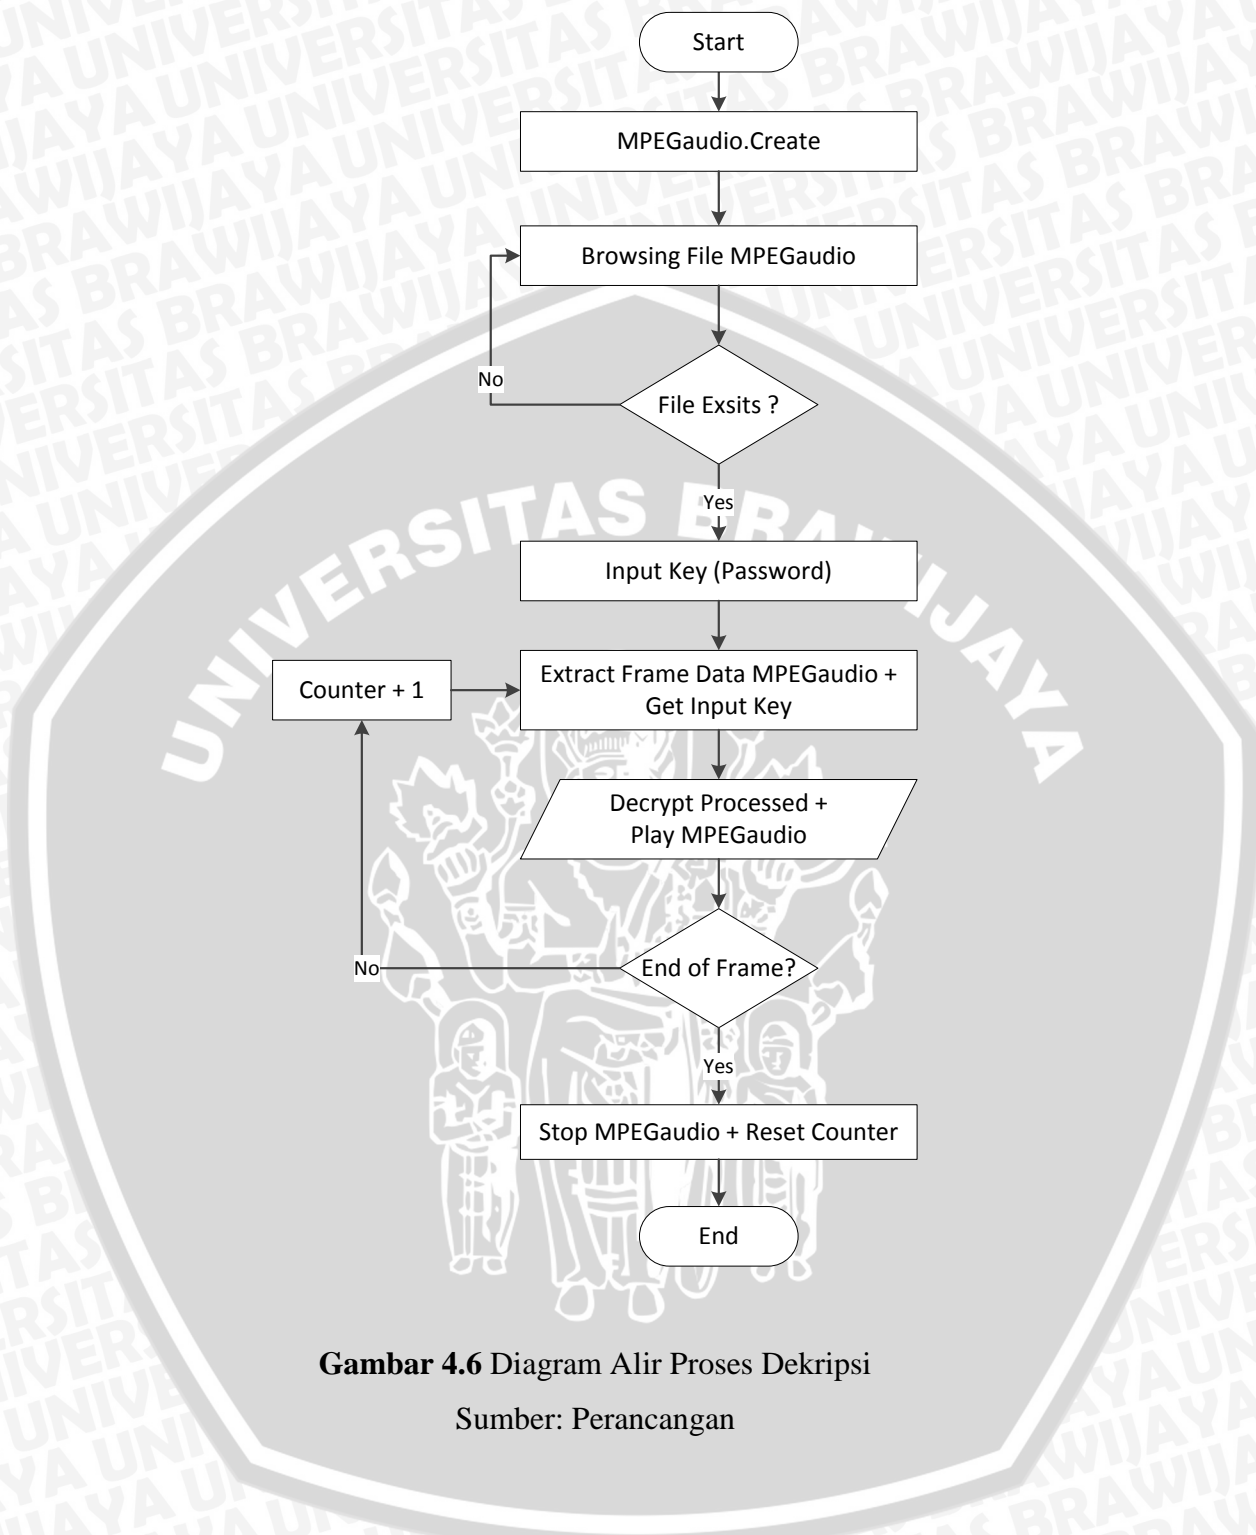 Start
MPEGaudio.Create
Browsing File MPEGaudio
No
File Exsits ?
Yes
Input Key (Password)
Counter + 1
Extract Frame Data MPEGaudio +
Get Input Key
Decrypt Processed +
Play MPEGaudio
No
End of Frame?
Yes
Stop MPEGaudio + Reset Counter
End
Gambar 4.6 Diagram Alir Proses Dekripsi
Sumber: Perancangan
UNIVERSITAS BRAWIJAYA